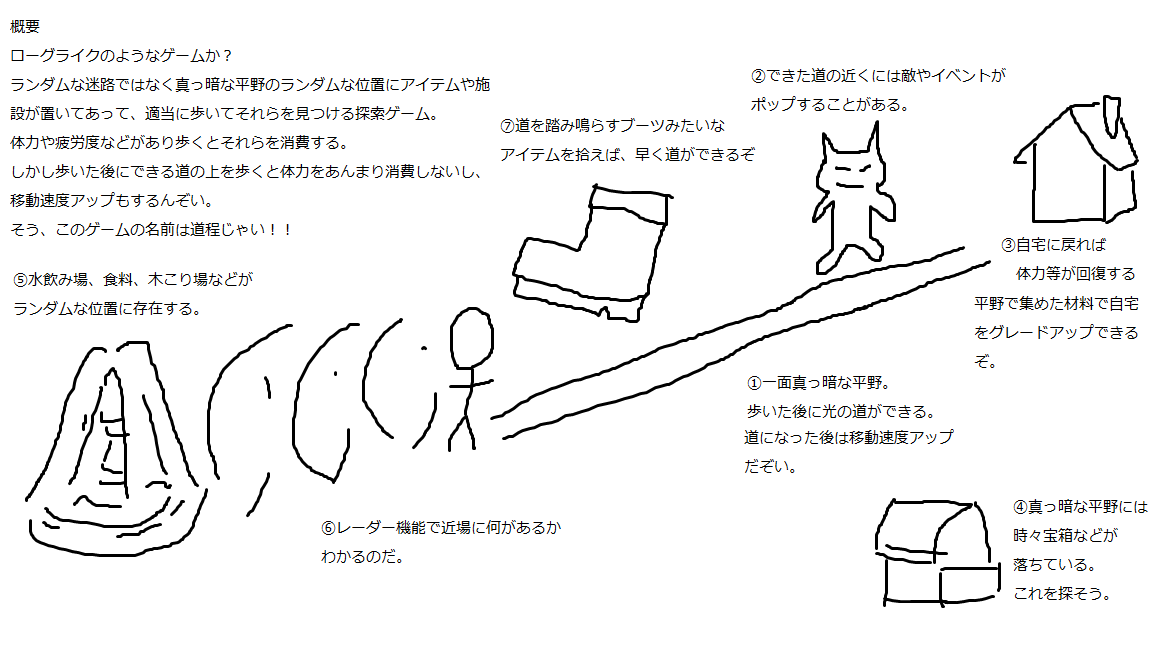 概要
ローグライクのようなゲームか？
ランダムな迷路ではなく真っ暗な平野のランダムな位置にアイテムや施
設が置いてあって、適当に歩いてそれらを見つける探索ゲーム。
体力や疲労度などがあり歩くとそれらを消費する。
しかし歩いた後にできる道の上を歩くと体力をあんまり消費しないし、
移動速度アップもするんぞい。
そう、このゲームの名前は道程じゃい！！
⑦道を踏み鳴らすブーツみたいな
アイテムを拾えば、早く道ができるぞ
②できた道の近くには敵やイベントが
ポップすることがある。
③自宅に戻れば
体力等が回復する
平野で集めた材料で自宅
をグレードアップできる
ぞ。
⑤水飲み場、食料、木こり場などが
ランダムな位置に存在する。
①一面真っ暗な平野。
歩いた後に光の道ができる。
道になった後は移動速度アップ
だぞい。
⑥レーダー機能で近場に何があるか
わかるのだ。
④真っ暗な平野には
時々宝箱などが
落ちている。
これを探そう。